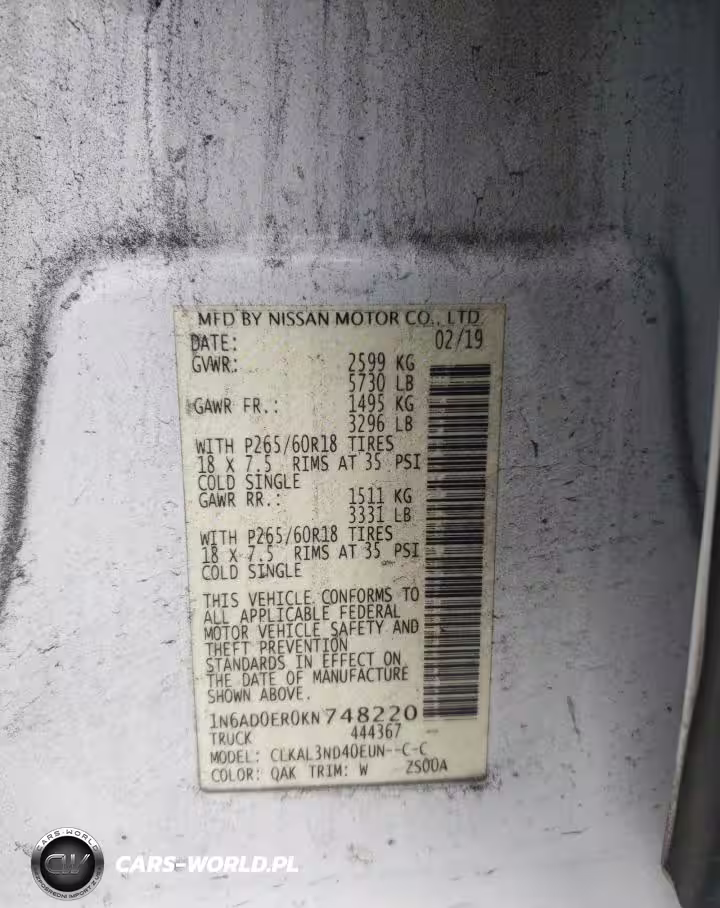 MFD BY NISSAN MOTOR CO., LTD
DATE: 02/19
GVWR: 2599 KG
5730 LB
GAWR FR.: 1495 KG
3296 LB
WITH P265/60R18 TIRES
18 X 7.5 RIMS AT 35 PSI
COLD SINGLE
GAWR RR.: 1511 KG
3331 LB
WITH P265/60R18 TIRES
18 X 7.5 RIMS AT 35 PSI
COLD SINGLE
THIS VEHICLE CONFORMS TO
ALL APPLICABLE FEDERAL
MOTOR VEHICLE SAFETY AND
THEFT PREVENTION
STANDARDS IN EFFECT ON
THE DATE OF MANUFACTURE
SHOWN ABOVE.
1N6AD0ER0KN748220
TRUCK 444367
MODEL: CLKAL3ND40EUN--C-C
COLOR: QAK TRIM: W ZS00A
CARS-WORLD
CW
CARS-WORLD.PL